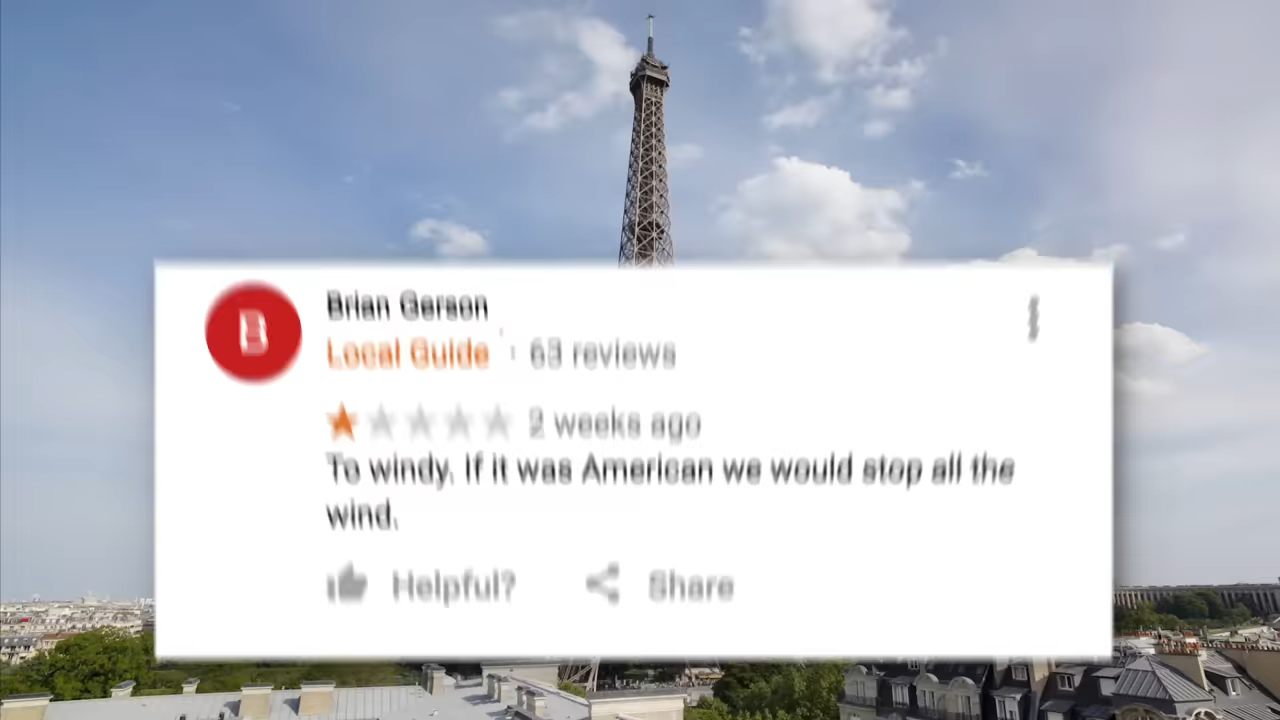 B
Brian Gerson
Local Guide · 63 reviews
2 weeks ago
To windy. If it was American we would stop all the
wind.
Helpful? Share